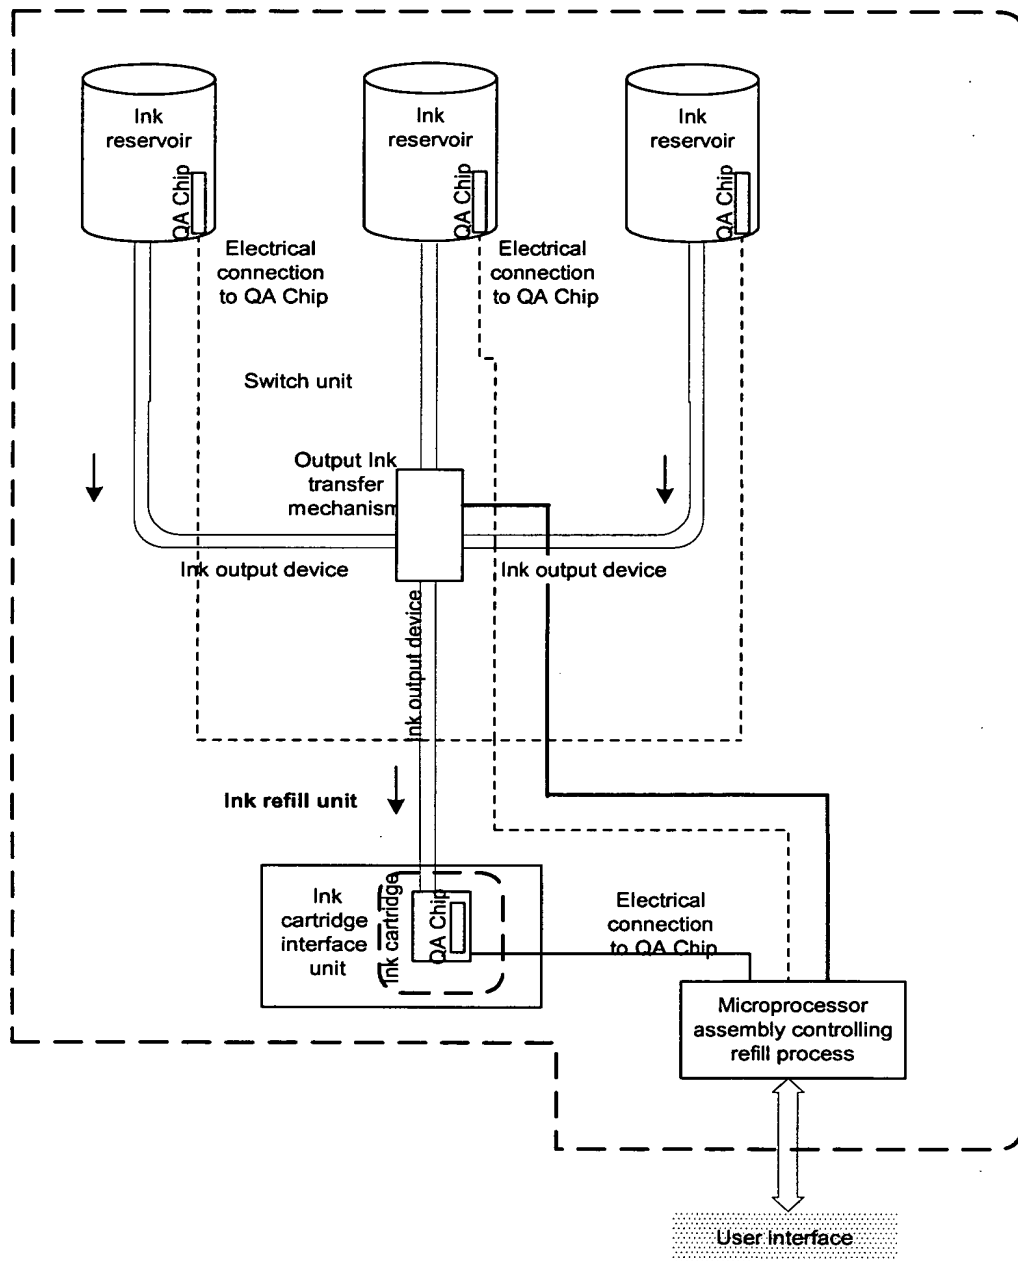 Ink
reservoir
QA Chip
Ink
reservoir
QA Chip
Ink
reservoir
QA Chip
Electrical
connection
to QA Chip
Electrical
connection
to QA Chip
Switch unit
Output Ink
transfer
mechanism
Ink output device
Ink output device
Ink output device
Ink refill unit
Ink
cartridge
interface
unit
Ink cartridge
QA Chip
Electrical
connection
to QA Chip
Microprocessor
assembly controlling
refill process
User interface